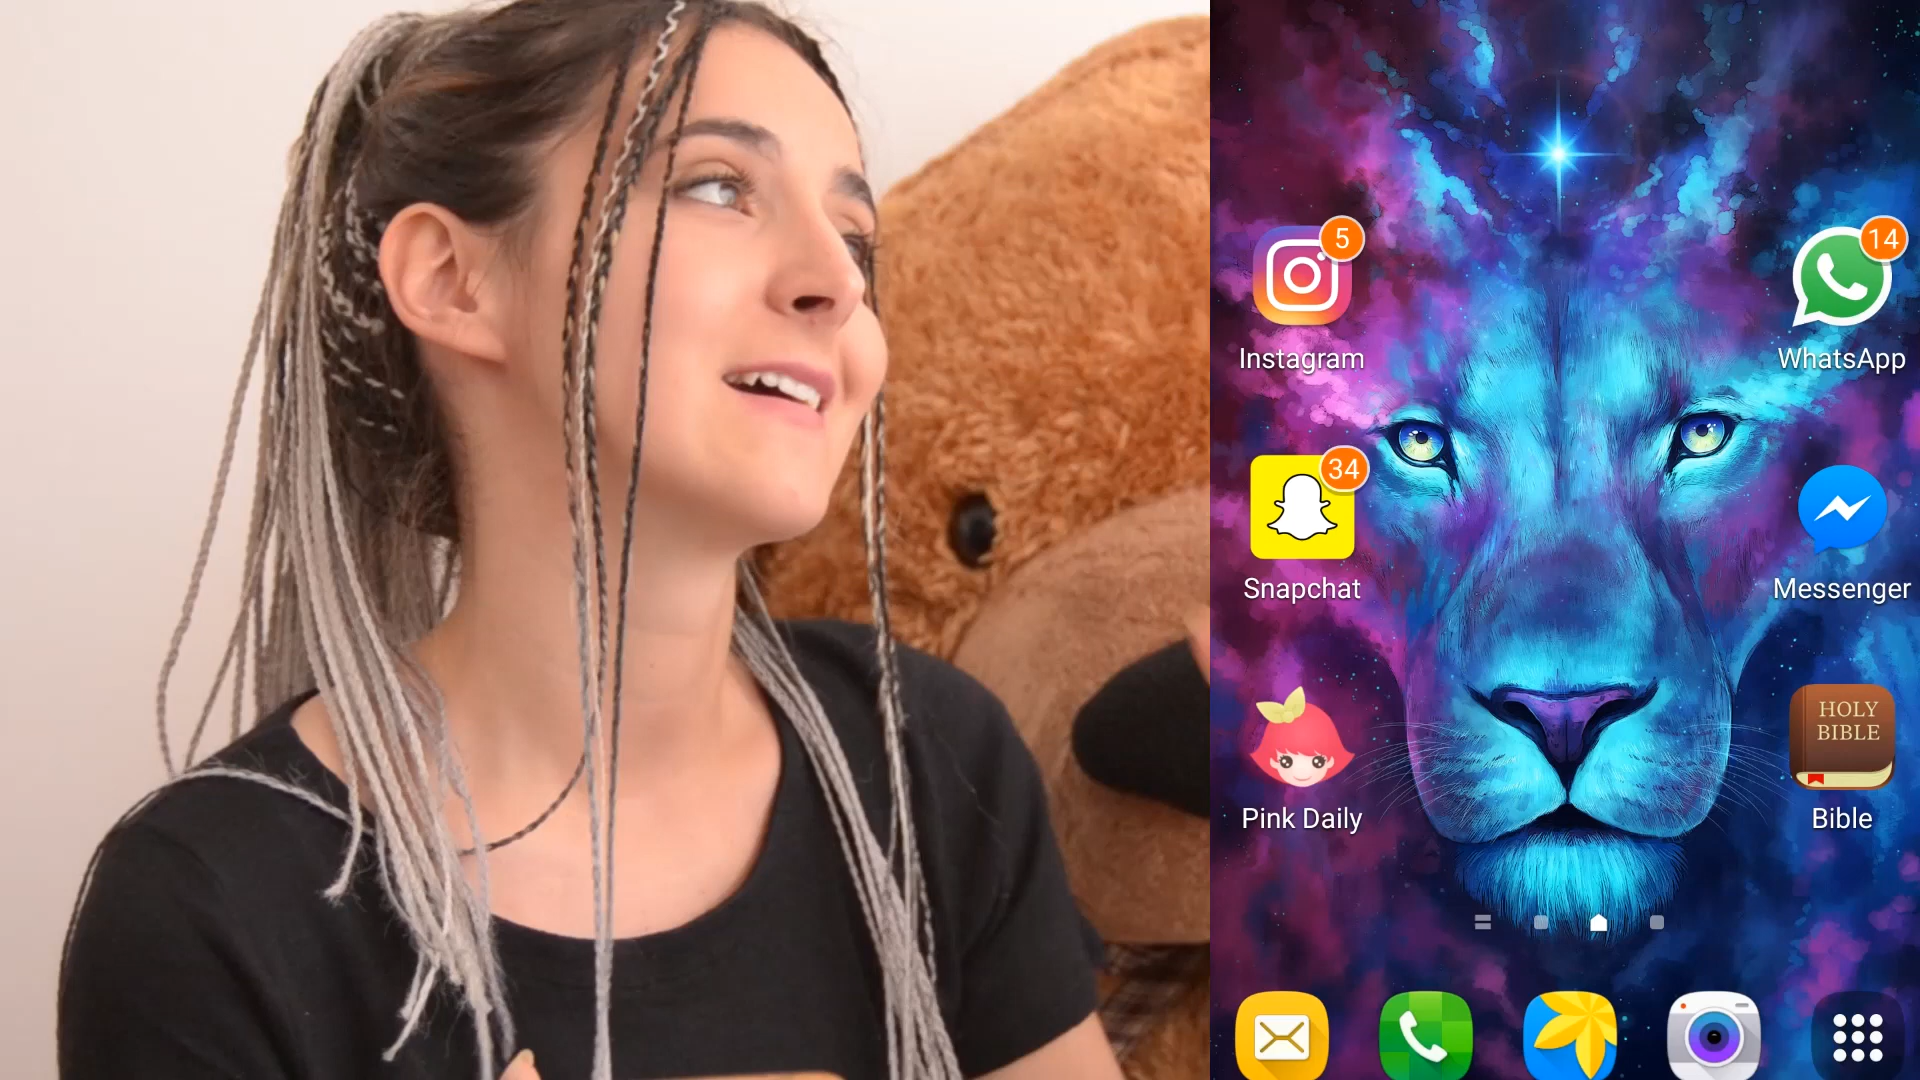 5
14
Instagram
WhatsApp
34
Snapchat
Messenger
HOLY
BIBLE
Pink Daily
Bible